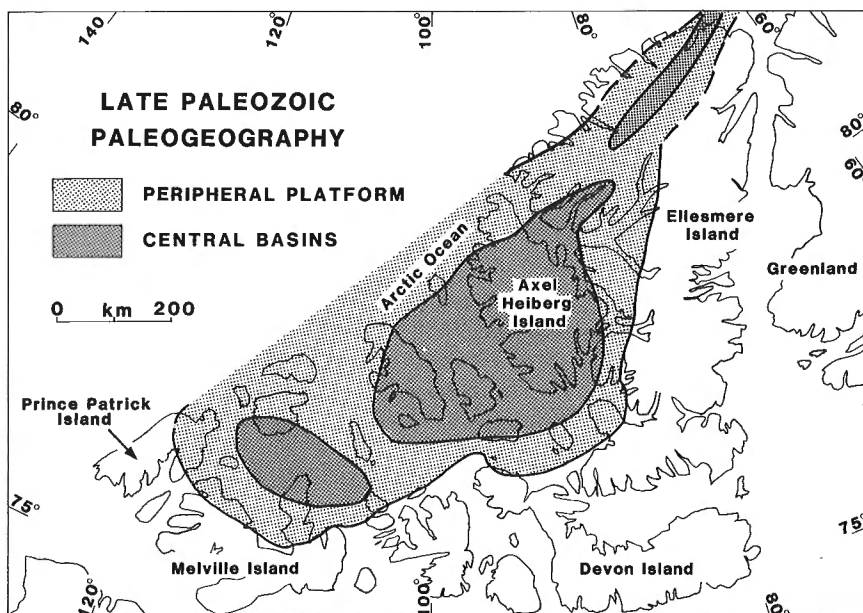 140
120
100
80°
60
80°
LATE PALEOZOIC
PALEOGEOGRAPHY
PERIPHERAL PLATFORM
CENTRAL BASINS
0 km 200
Arctic Ocean
Axel
Heiberg
Island
Ellesmere
Island
Greenland
80°
60
Prince Patrick
Island
75°
75°
Melville Island
Devon Island
120°
100°
80°